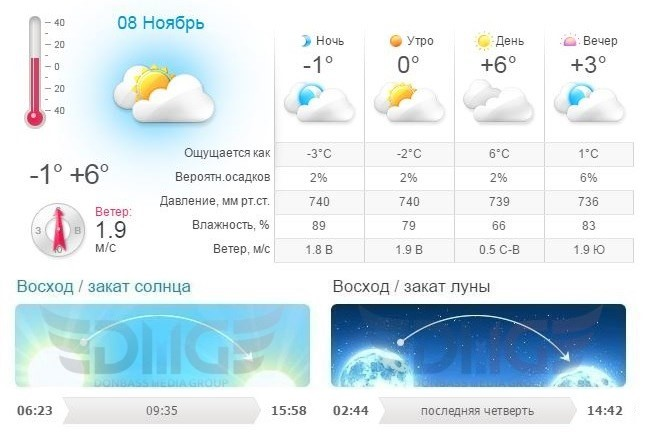 08 Ноябрь
40
20
0
20
40
-1° +6°
Ветер:
1.9
м/с
З В
Ночь Утро День Вечер
-1° 0° +6° +3°
Ощущается как -3°C -2°C 6°C 1°C
Вероятн.осадков 2% 2% 2% 6%
Давление, мм рт.ст. 740 740 739 736
Влажность, % 89 79 66 83
Ветер, м/с 1.8 В 1.9 В 0.5 С-В 1.9 Ю
Восход / закат солнца
DMG
DONBASS MEDIA GROUP
06:23 09:35 15:58
Восход / закат луны
DMG
DONBASS MEDIA GROUP
02:44 последняя четверть 14:42